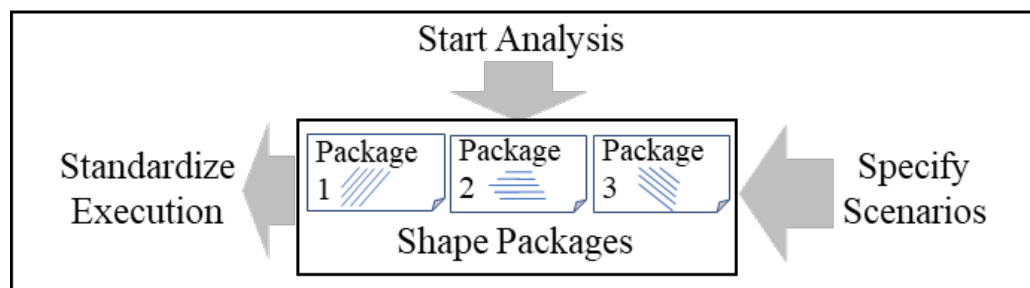 Start Analysis
Standardize
Execution
Package
1
Package
2
Package
3
Shape Packages
Specify
Scenarios